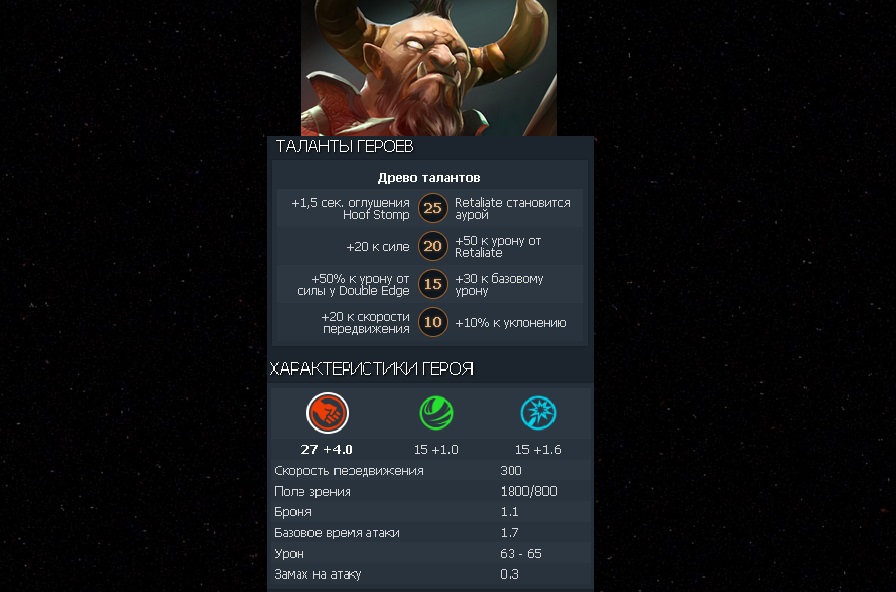 ТАЛАНТЫ ГЕРОЕВ
Древо талантов
+1,5 сек. оглушения
Hoof Stomp
25
Retaliate становится
аурой
+20 к силе
20
+50 к урону от
Retaliate
+50% к урону от
силы у Double Edge
15
+30 к базовому
урону
+20 к скорости
передвижения
10
+10% к уклонению
ХАРАКТЕРИСТИКИ ГЕРОЯ
27 +4.0
15 +1.0
15 +1.6
Скорость передвижения 300
Поле зрения 1800/800
Броня 1.1
Базовое время атаки 1.7
Урон 63 - 65
Замах на атаку 0.3